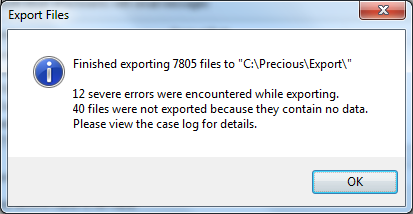 Export Files
Finished exporting 7805 files to "C:\Precious\Export\"
12 severe errors were encountered while exporting.
40 files were not exported because they contain no data.
Please view the case log for details.
OK